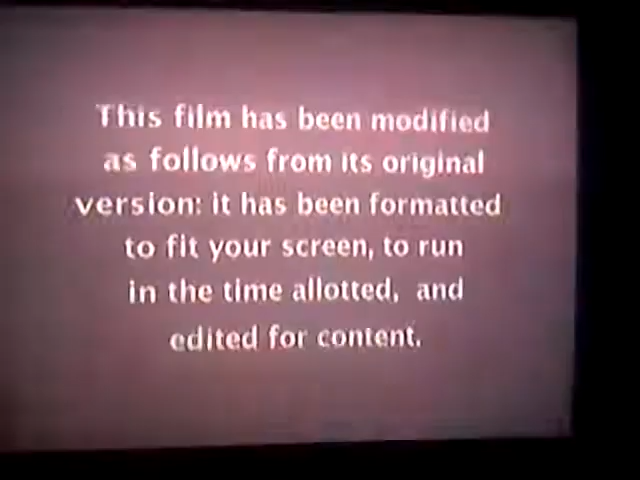 This film has been modified
as follows from its original
version: it has been formatted
to fit your screen, to run
in the time allotted, and
edited for content.